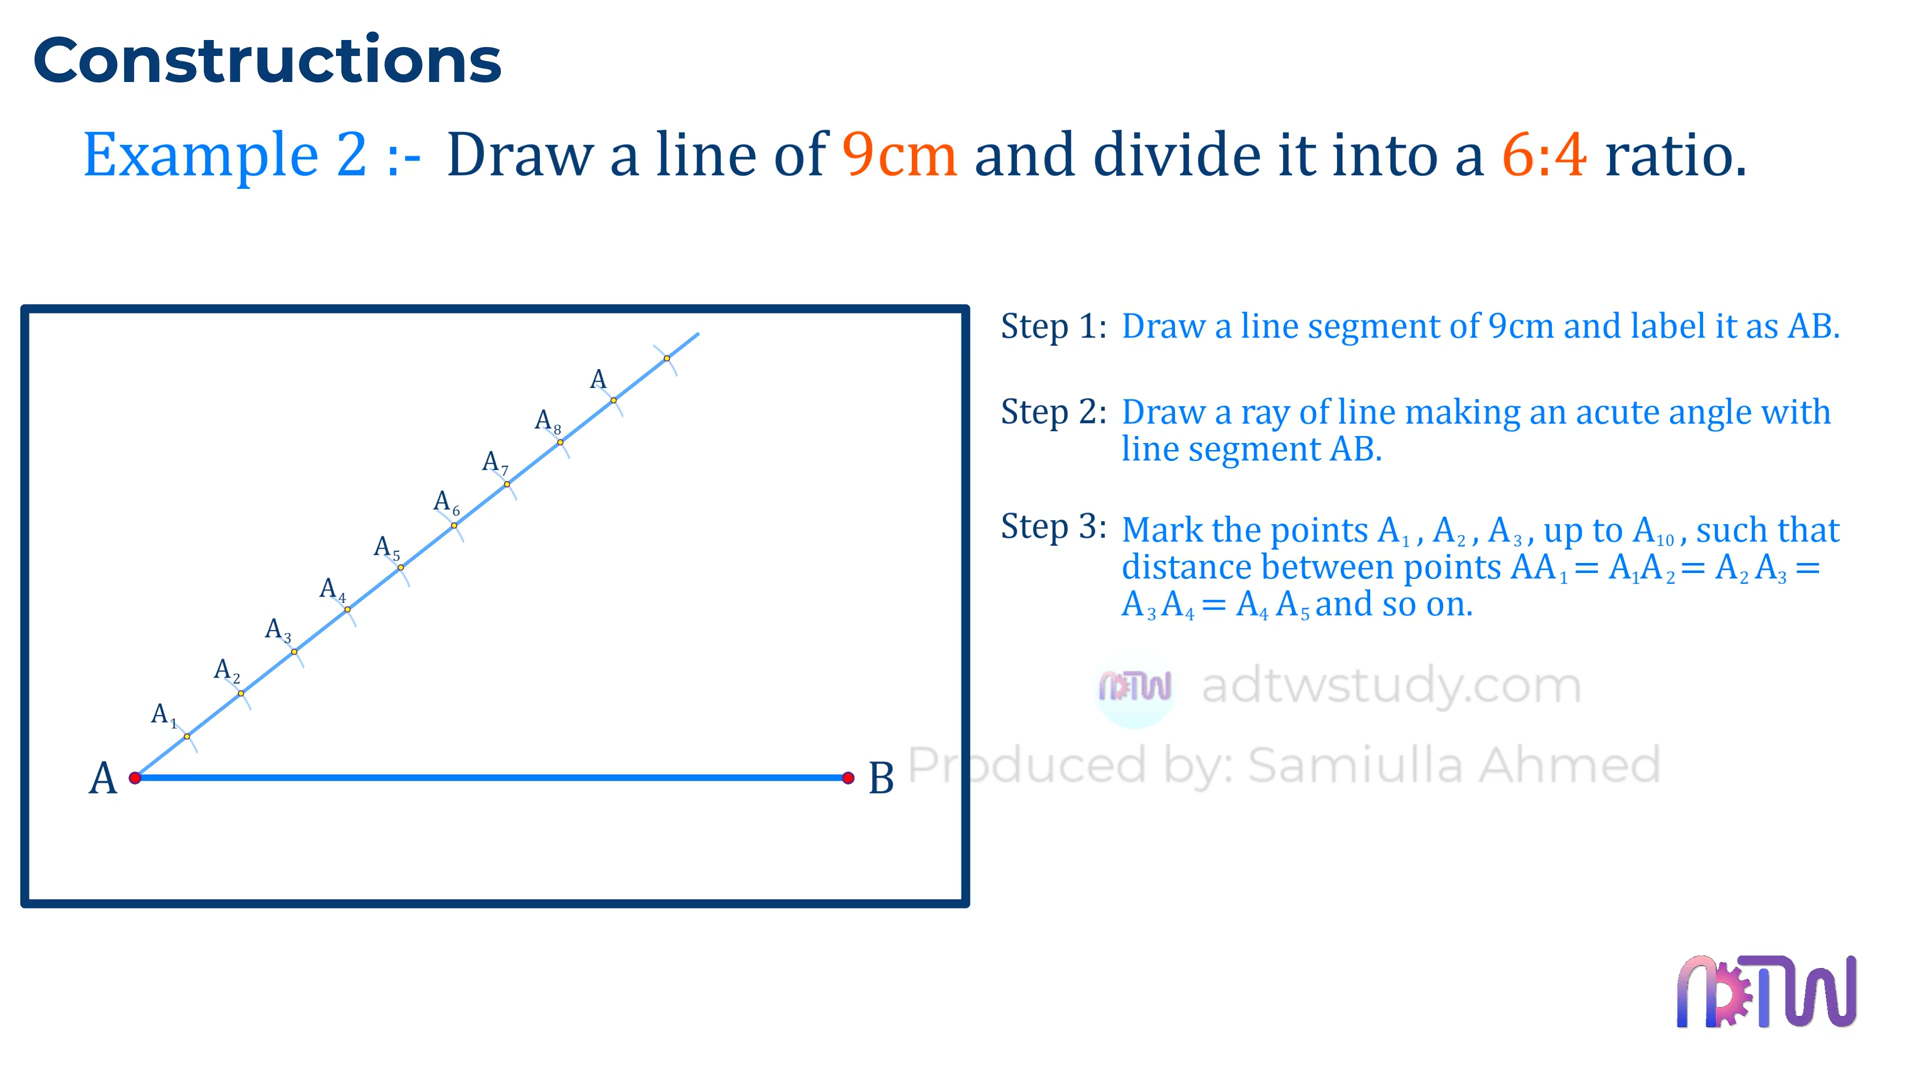 Constructions
Example 2 :- Draw a line of 9cm and divide it into a 6:4 ratio.
Step 1: Draw a line segment of 9cm and label it as AB.
Step 2: Draw a ray of line making an acute angle with
line segment AB.
Step 3: Mark the points A₁ , A₂ , A₃ , up to A₁₀ , such that
distance between points AA₁ = A₁A₂ = A₂ A₃ =
A₃ A₄ = A₄ A₅ and so on.
A
A₈
A₇
A₆
A₅
A₄
A₃
A₂
A₁
A
B
ADTW adtwstudy.com
Produced by: Samiulla Ahmed
ADTW